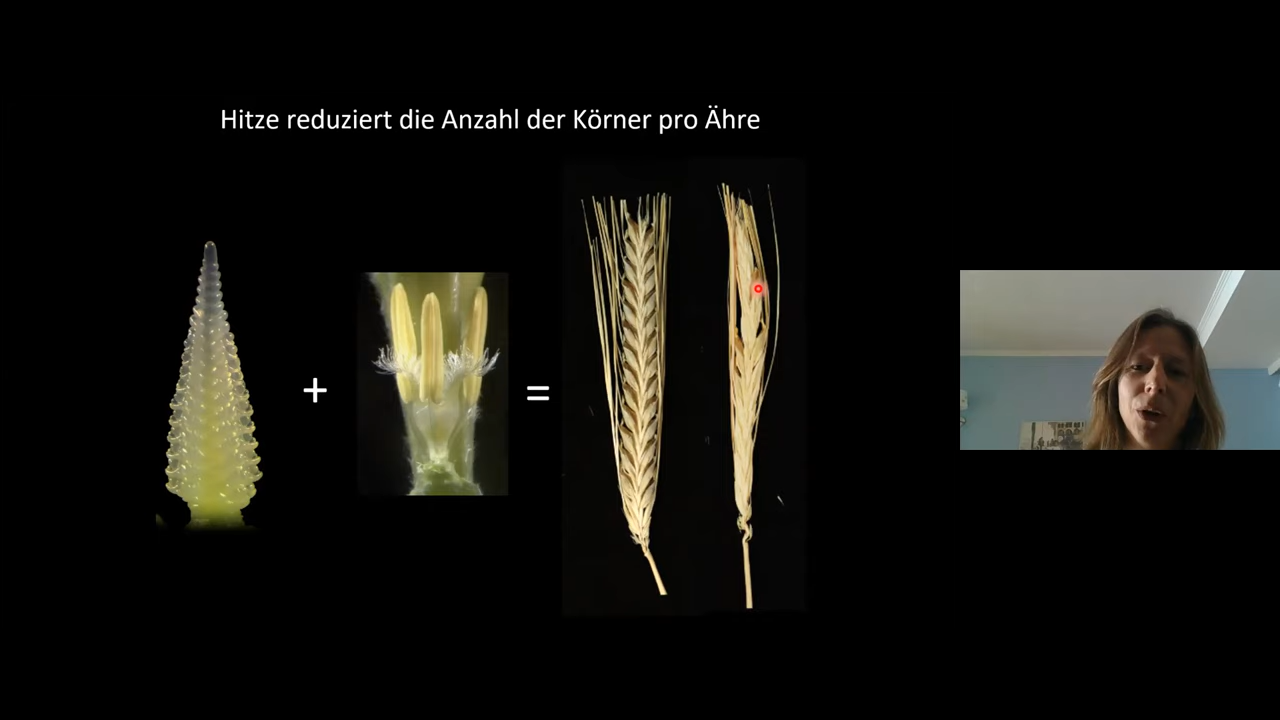 Hitze reduziert die Anzahl der Körner pro Ähre
+
=